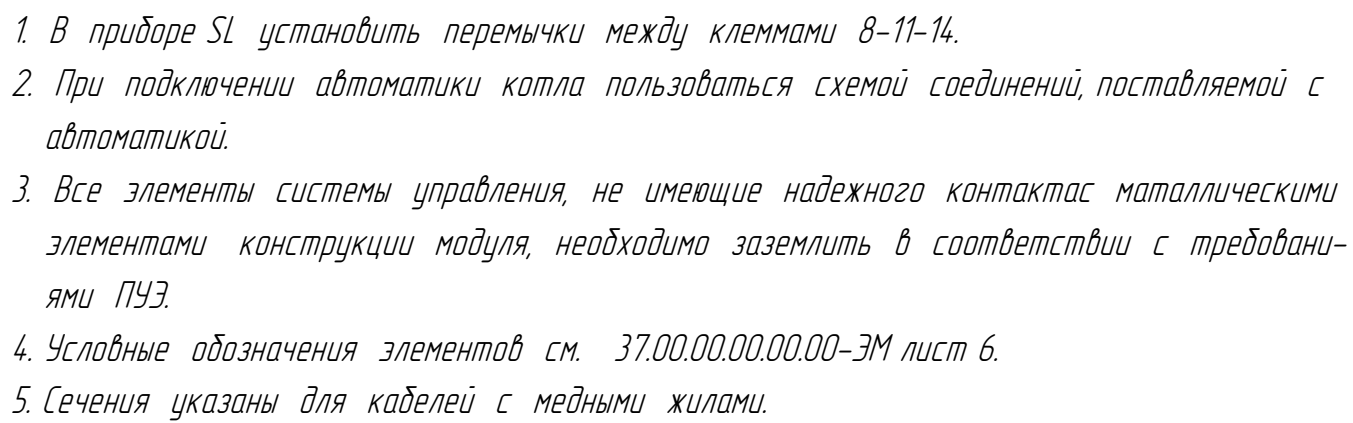 1. В приборе SL установить перемычки между клеммами 8-11-14.
2. При подключении автоматики котла пользоваться схемой соединений, поставляемой с
автоматикой.
3. Все элементы системы управления, не имеющие надежного контактас маталлическими
элементами конструкции модуля, необходимо заземлить в соответствии с требовани-
ями ПУЭ.
4. Условные обозначения элементов см. 37.00.00.00.00.00-ЭМ лист 6.
5. Сечения указаны для кабелей с медными жилами.